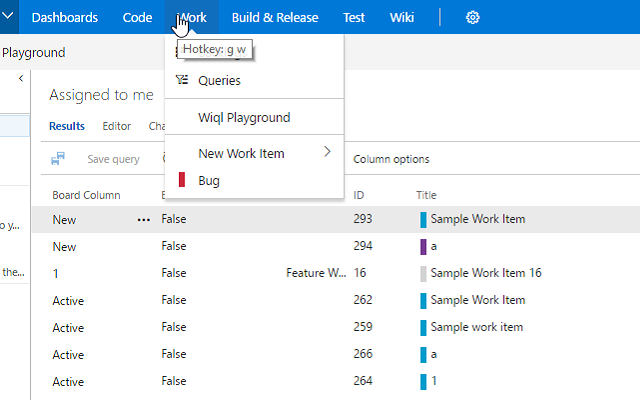 Dashboards Code Work Build & Release Test Wiki
Playground
Hotkey: g w
Queries
Assigned to me
Wiql Playground
Results Editor Cha
New Work Item
Save query Column options
Bug
Board Column ID Title
New ... False 293 Sample Work Item
New False 294 a
o y...
1 False Feature W... 16 Sample Work Item 16
the...
Active False 262 Sample Work Item
Active False 259 Sample work item
Active False 266 a
Active False 264 1